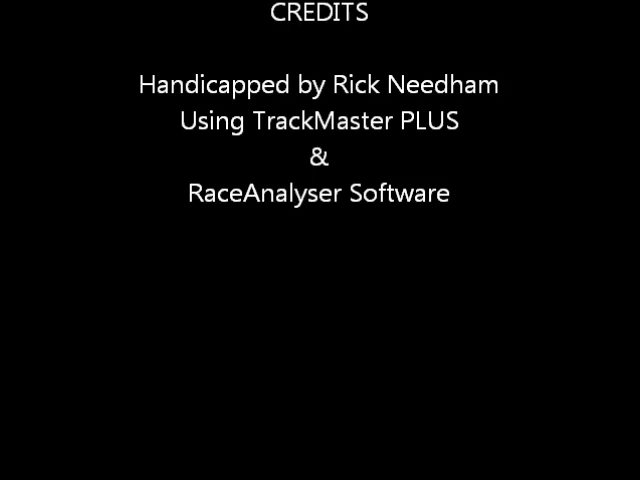 CREDITS
Handicapped by Rick Needham
Using TrackMaster PLUS
&
RaceAnalyser Software